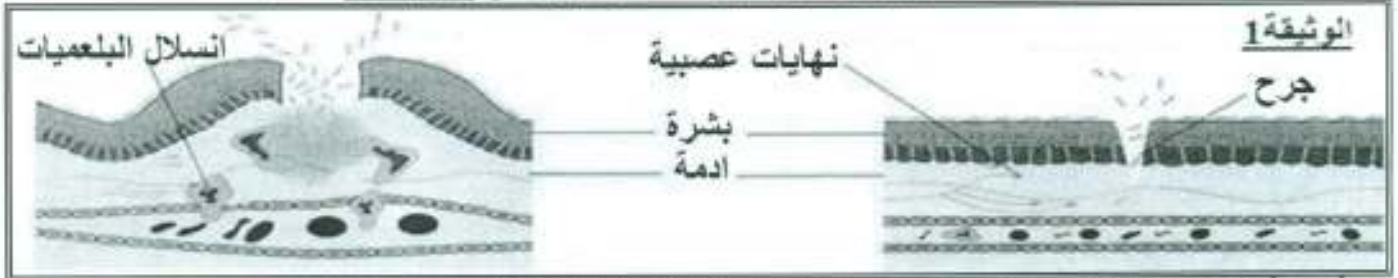 الوثيقة1
جرح
نهايات عصبية
بشرة
ادمة
انسلال البلعميات